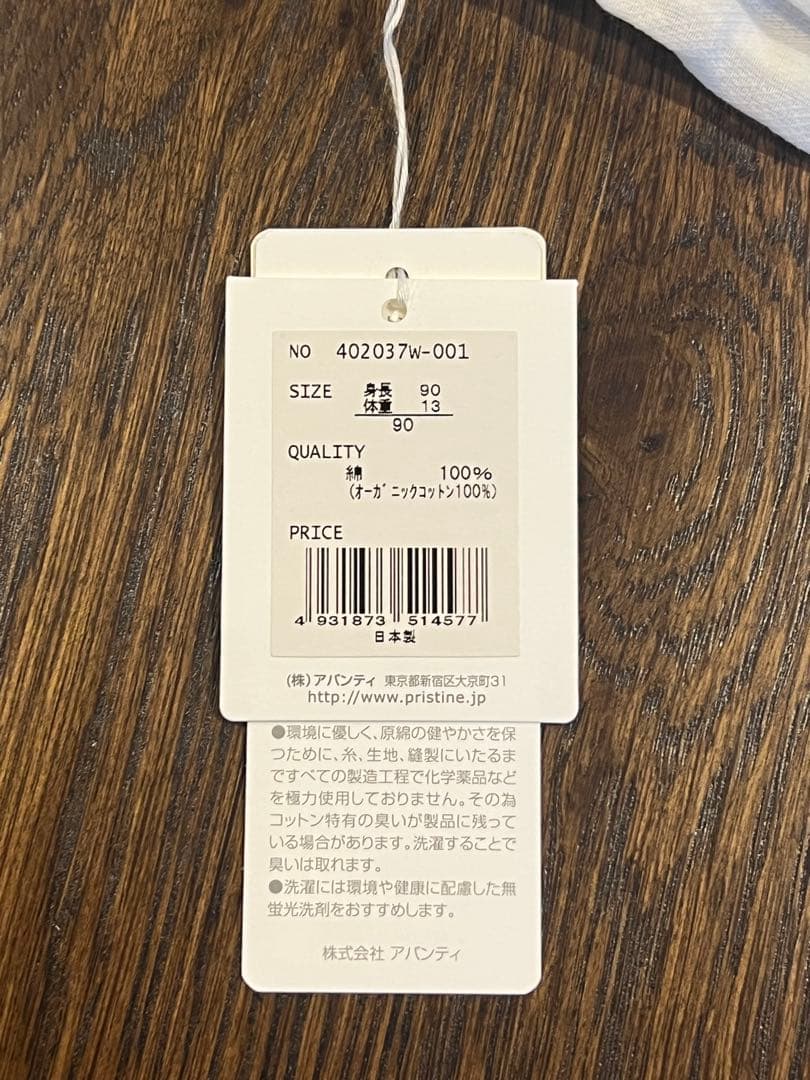 NO 402037W-001
SIZE 身長 90
体重 13
90
QUALITY
綿 100%
(オーガニックコットン100%)
PRICE
4 931873 514577
日本製
(株)アバンティ 東京都新宿区大京町31
http://www.pristine.jp
●環境に優しく、原綿の健やかさを保
つために、糸、生地、縫製にいたるま
ですべての製造工程で化学薬品など
を極力使用しておりません。その為
コットン特有の臭いが製品に残って
いる場合があります。洗濯することで
臭いは取れます。
●洗濯には環境や健康に配慮した無
蛍光洗剤をおすすめします。
株式会社 アバンティ